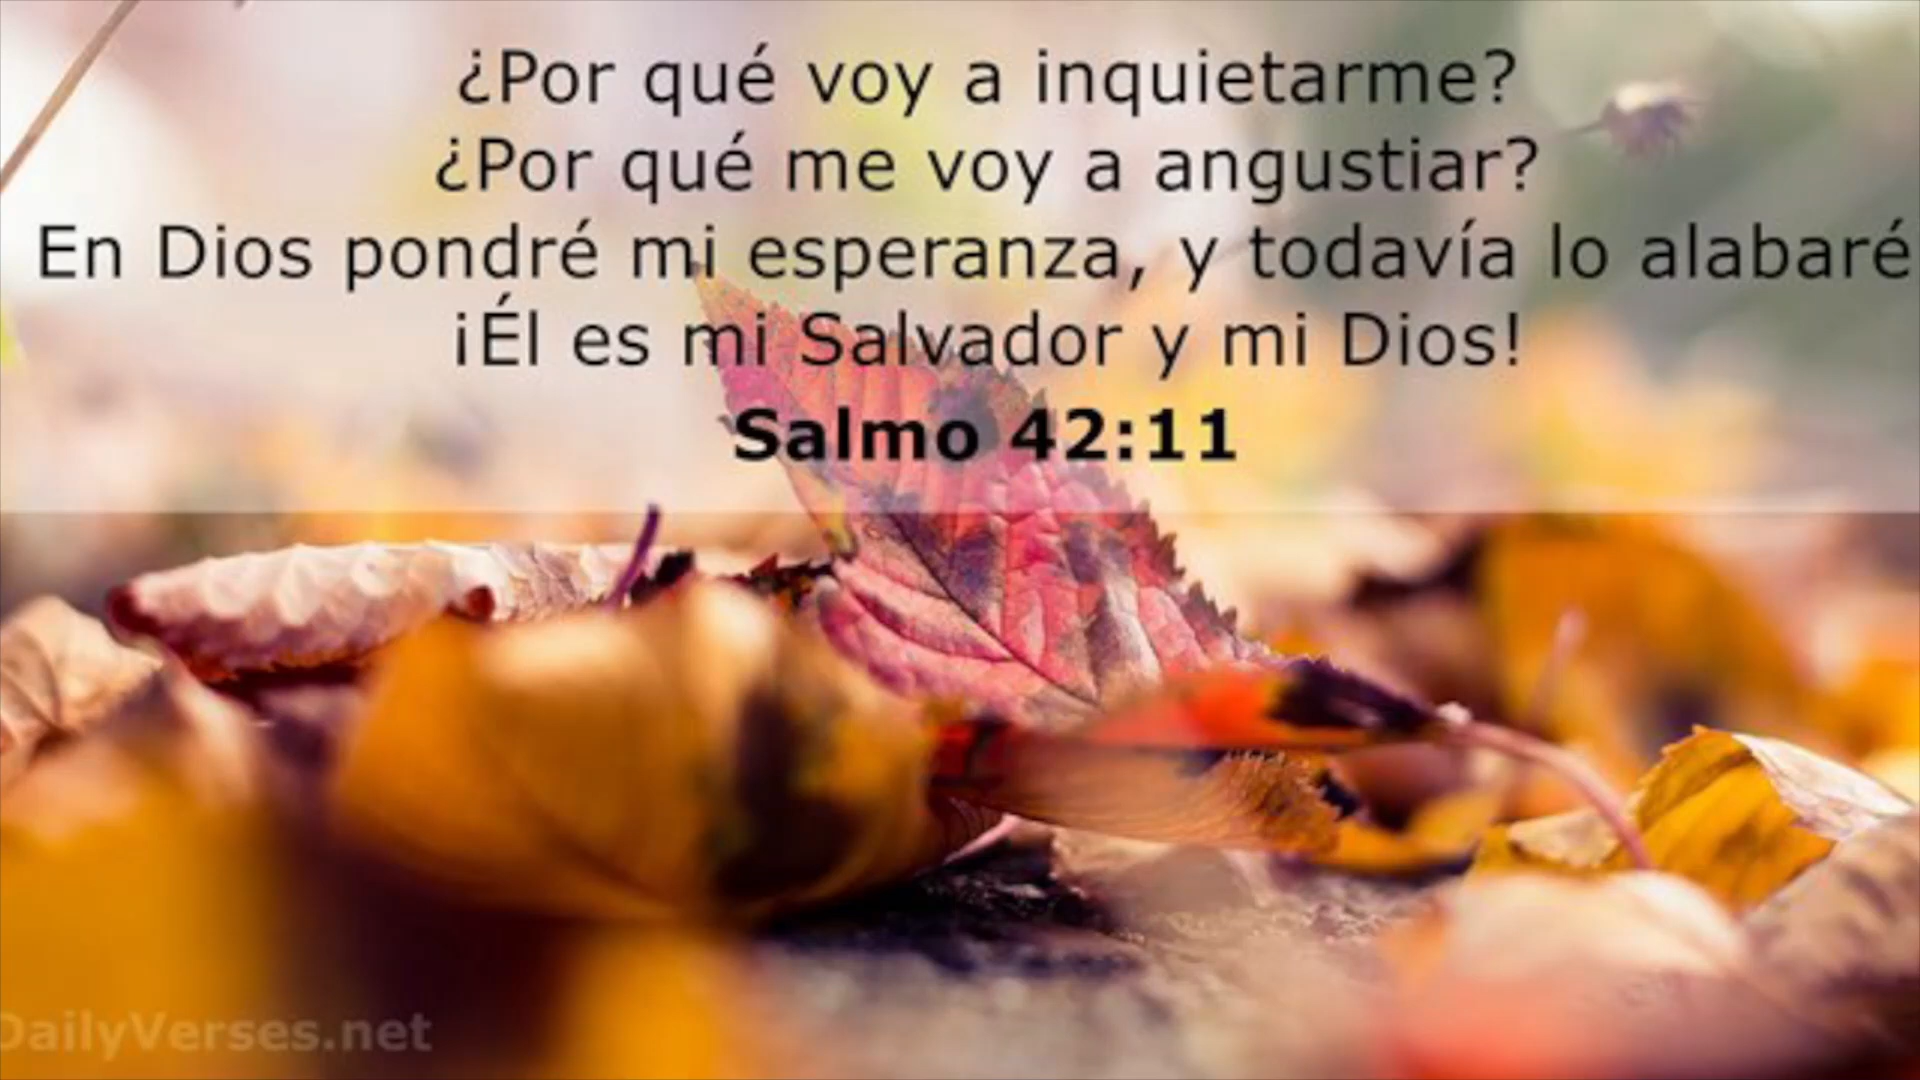 ¿Por qué voy a inquietarme?
¿Por qué me voy a angustiar?
En Dios pondré mi esperanza, y todavía lo alabaré
¡Él es mi Salvador y mi Dios!
Salmo 42:11
DailyVerses.net